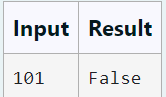 Input Result
101 False